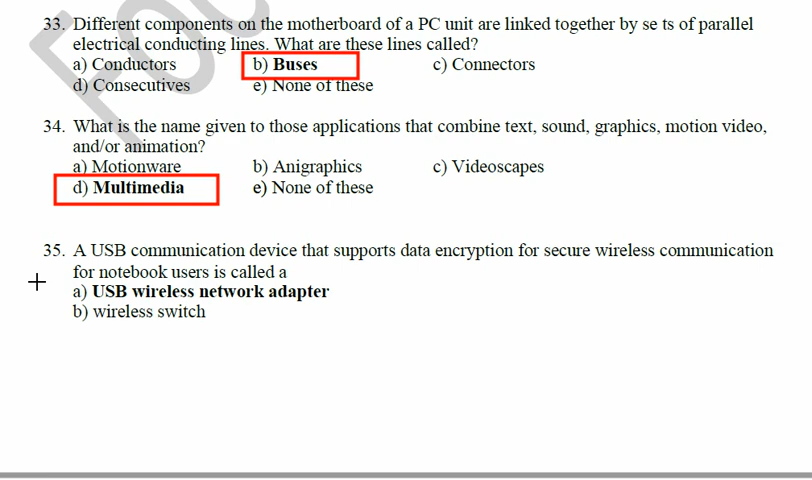 33. Different components on the motherboard of a PC unit are linked together by se ts of parallel
electrical conducting lines. What are these lines called?
a) Conductors b) Buses c) Connectors
d) Consecutives e) None of these
34. What is the name given to those applications that combine text, sound, graphics, motion video,
and/or animation?
a) Motionware b) Anigraphics c) Videoscapes
d) Multimedia e) None of these
35. A USB communication device that supports data encryption for secure wireless communication
for notebook users is called a
a) USB wireless network adapter
b) wireless switch